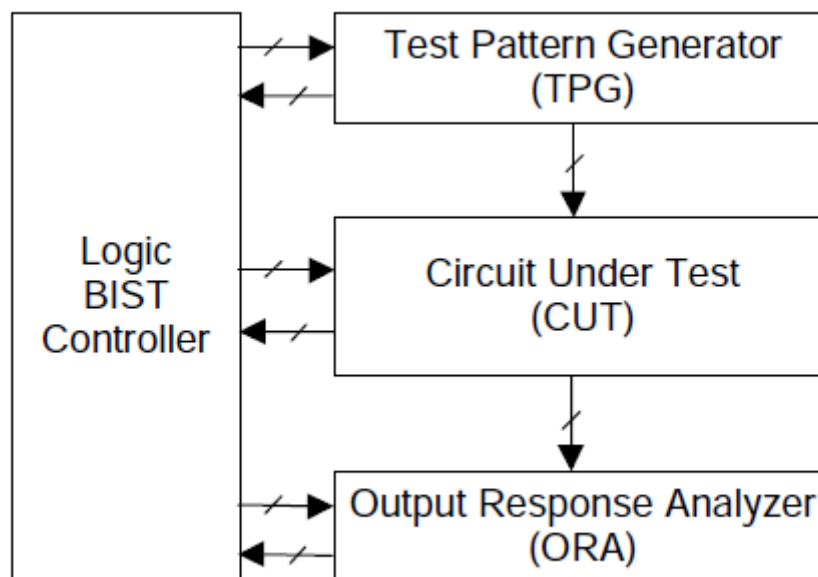 Test Pattern Generator
(TPG)
Logic
BIST
Controller
Circuit Under Test
(CUT)
Output Response Analyzer
(ORA)